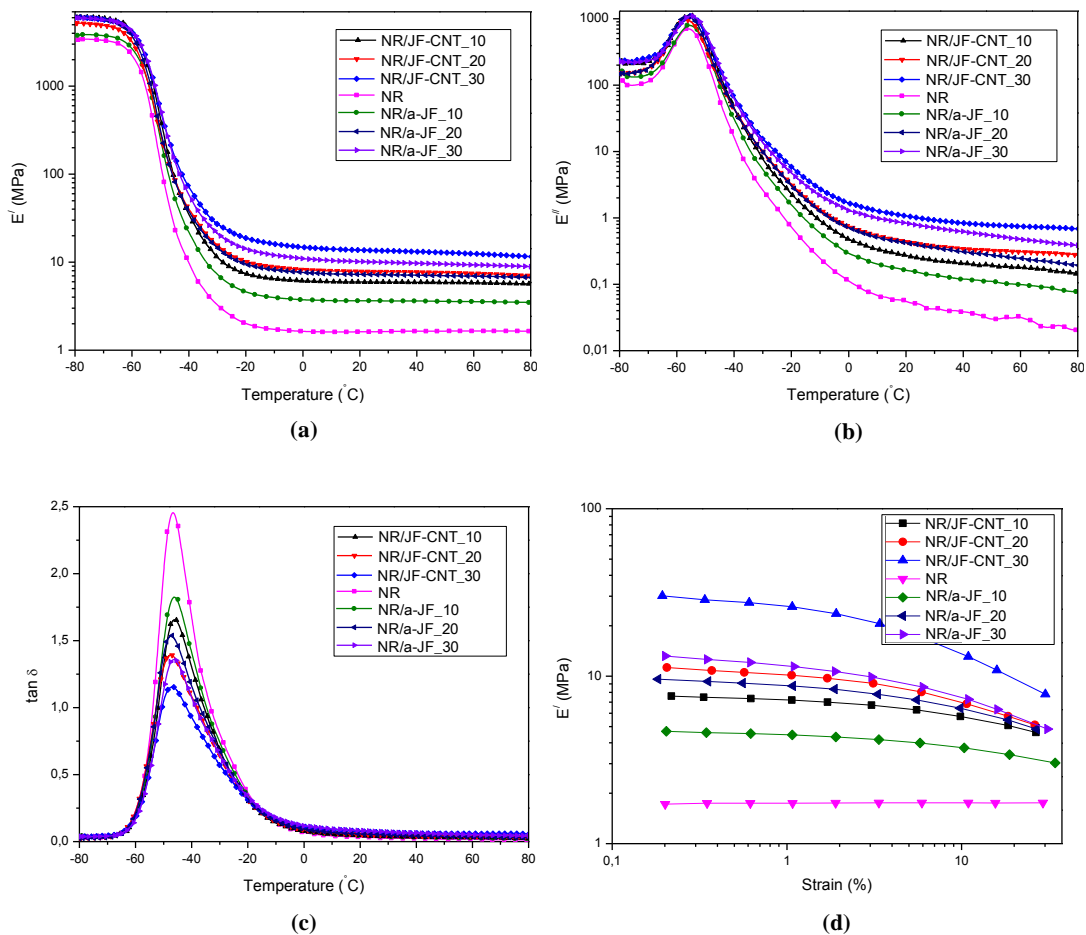 1000
100
10
1
E/ (MPa)
NR/JF-CNT_10
NR/JF-CNT_20
NR/JF-CNT_30
NR
NR/a-JF_10
NR/a-JF_20
NR/a-JF_30
-80 -60 -40 -20 0 20 40 60 80
Temperature (°C)
(a)
1000
100
10
1
0,1
0,01
E// (MPa)
NR/JF-CNT_10
NR/JF-CNT_20
NR/JF-CNT_30
NR
NR/a-JF_10
NR/a-JF_20
NR/a-JF_30
-80 -60 -40 -20 0 20 40 60 80
Temperature (°C)
(b)
2,5
2,0
1,5
1,0
0,5
0,0
tan δ
NR/JF-CNT_10
NR/JF-CNT_20
NR/JF-CNT_30
NR
NR/a-JF_10
NR/a-JF_20
NR/a-JF_30
-80 -60 -40 -20 0 20 40 60 80
Temperature (°C)
(c)
100
10
1
E/ (MPa)
NR/JF-CNT_10
NR/JF-CNT_20
NR/JF-CNT_30
NR
NR/a-JF_10
NR/a-JF_20
NR/a-JF_30
0,1 1 10
Strain (%)
(d)